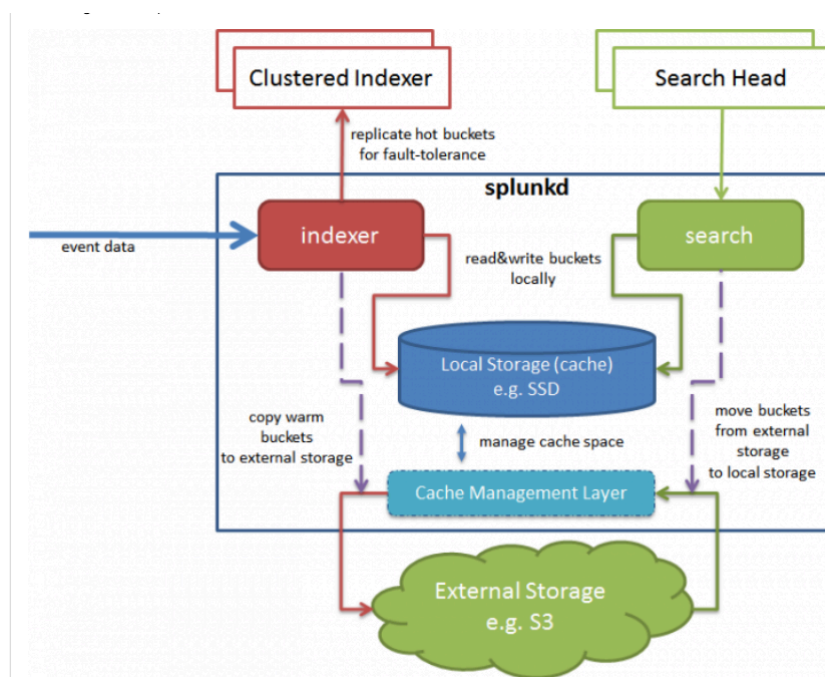 Clustered Indexer
Search Head
replicate hot buckets
for fault-tolerance
splunkd
event data
indexer
search
read&write buckets
locally
Local Storage (cache)
e.g. SSD
copy warm
buckets
to external storage
manage cache space
move buckets
from external
storage
to local storage
Cache Management Layer
External Storage
e.g. S3